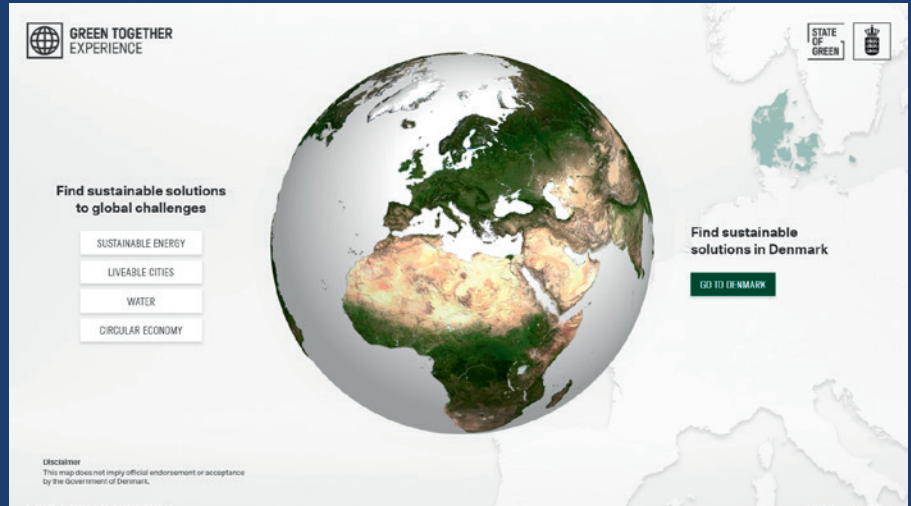 GREEN TOGETHER
EXPERIENCE
STATE
OF
GREEN
Find sustainable solutions
to global challenges
SUSTAINABLE ENERGY
LIVEABLE CITIES
WATER
CIRCULAR ECONOMY
Find sustainable
solutions in Denmark
GO TO DENMARK
Disclaimer
This map does not imply official endorsement or acceptance
by the Government of Denmark.